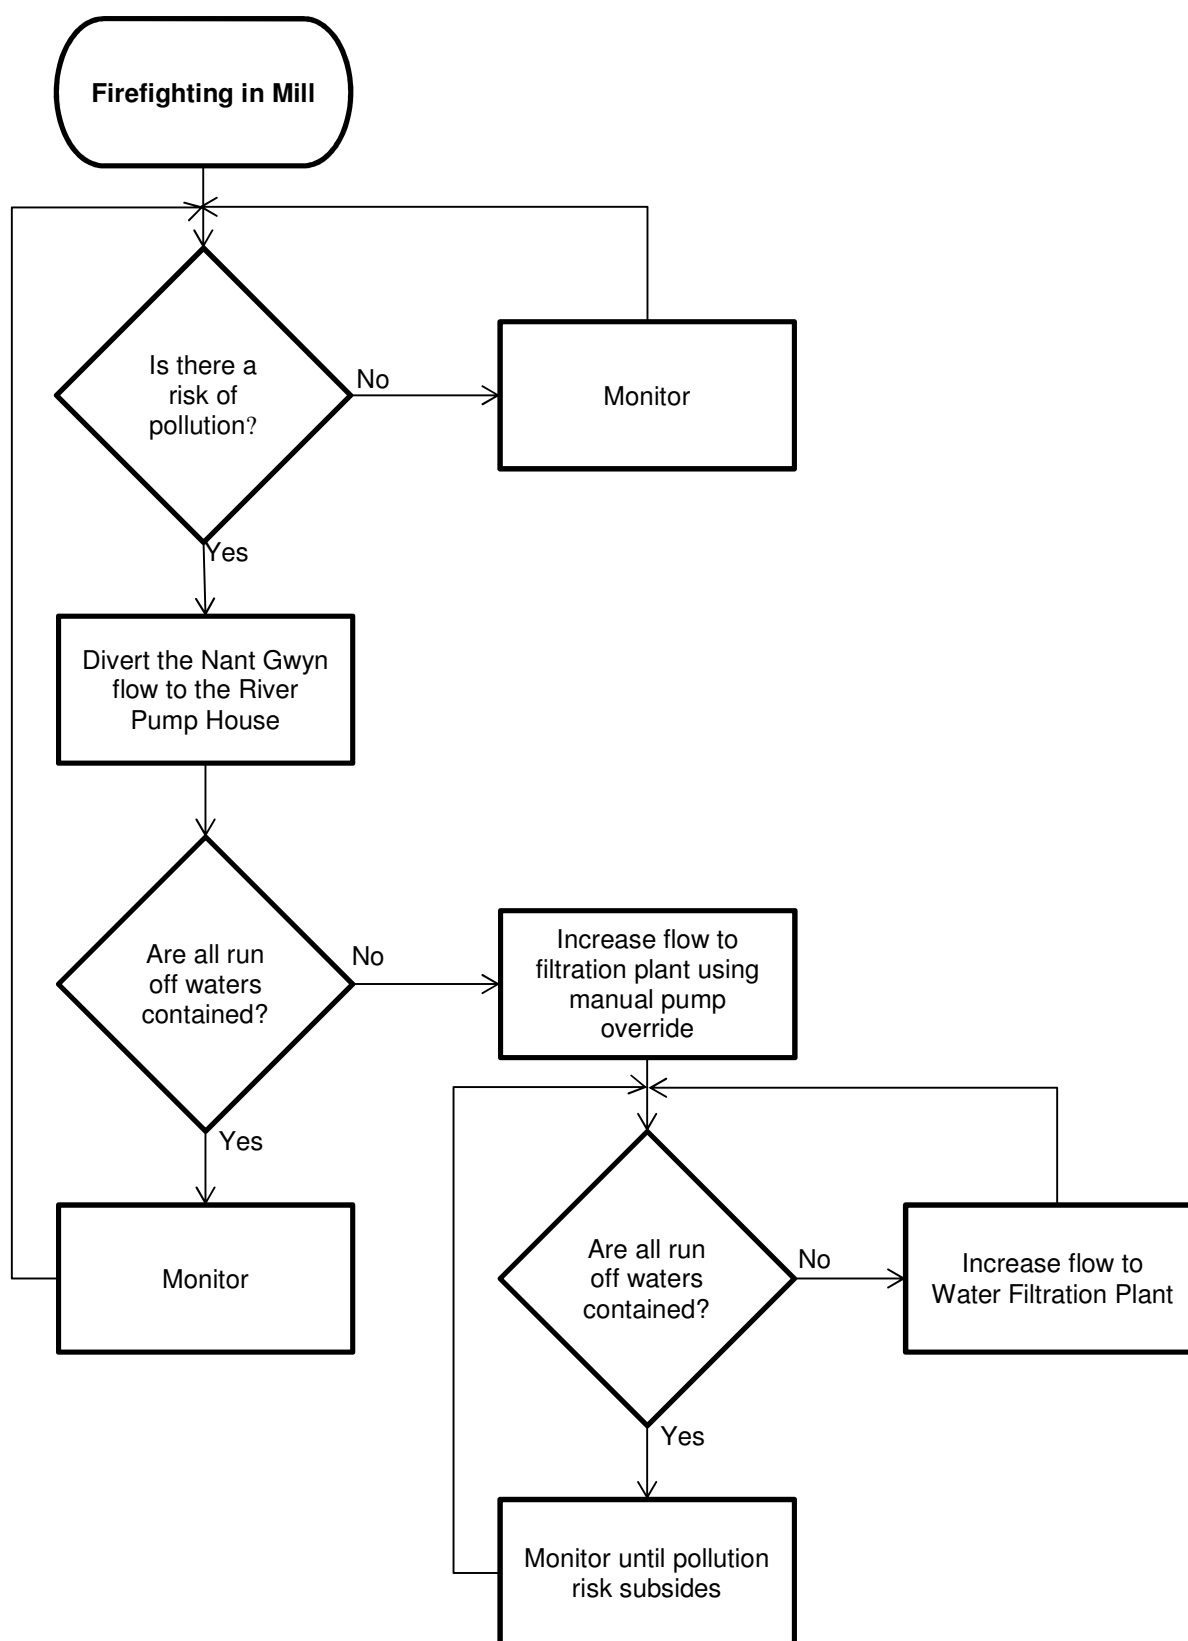 Firefighting in Mill
Is there a
risk of
pollution?
No
Monitor
Yes
Divert the Nant Gwyn
flow to the River
Pump House
Are all run
off waters
contained?
No
Increase flow to
filtration plant using
manual pump
override
Yes
Monitor
Are all run
off waters
contained?
No
Increase flow to
Water Filtration Plant
Yes
Monitor until pollution
risk subsides